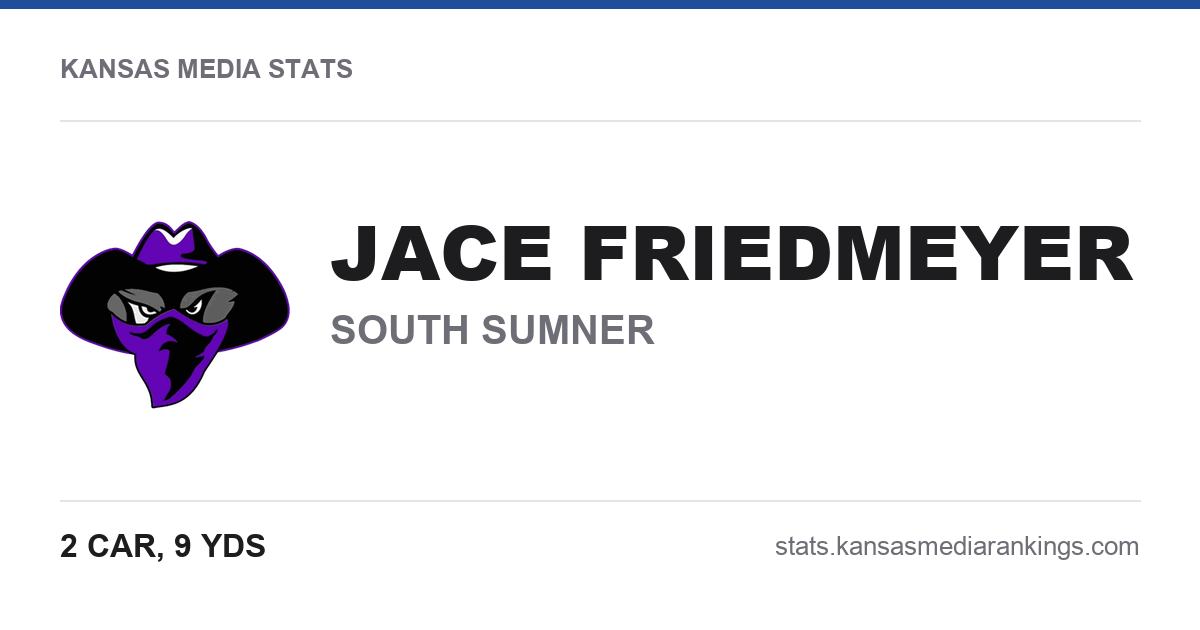 KANSAS MEDIA STATS
JACE FRIEDMEYER
SOUTH SUMNER
2 CAR, 9 YDS
stats.kansasmediarankings.com